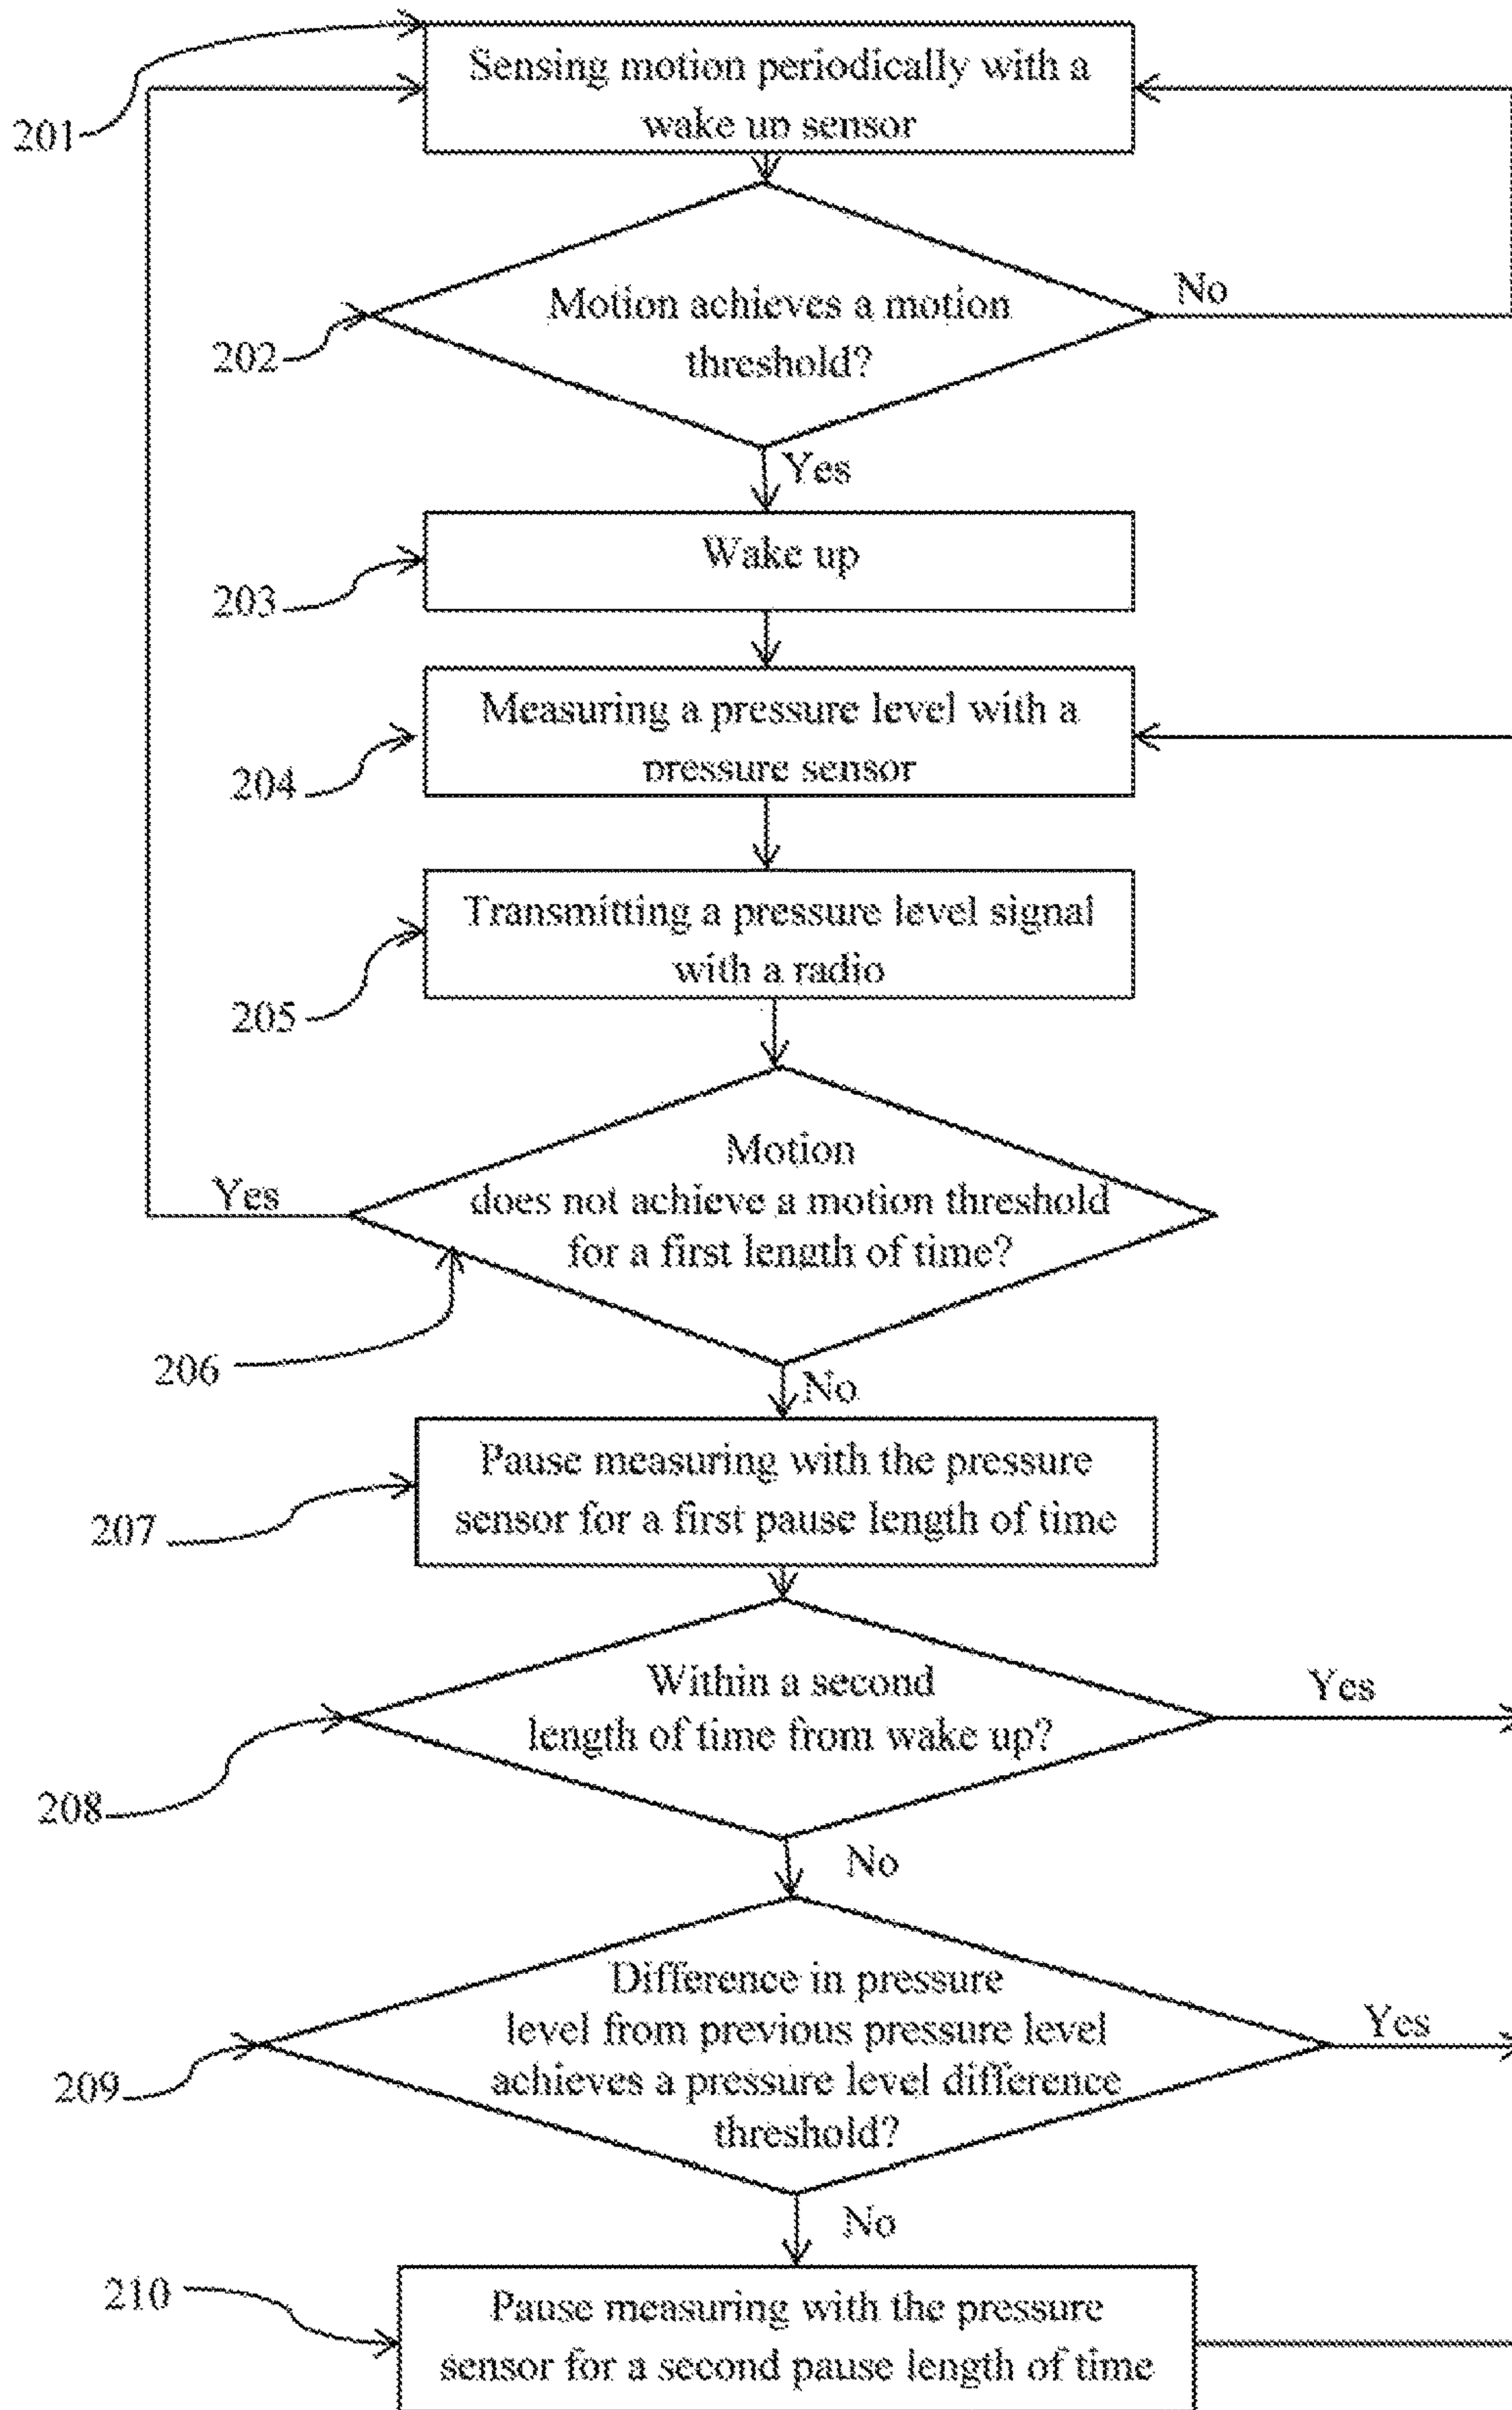 Sensing motion periodically with a
wake up sensor
201
Motion achieves a motion
threshold?
No
202
Yes
Wake up
203
Measuring a pressure level with a
pressure sensor
204
Transmitting a pressure level signal
with a radio
205
Motion
does not achieve a motion threshold
for a first length of time?
Yes
206
No
Pause measuring with the pressure
sensor for a first pause length of time
207
Within a second
length of time from wake up?
Yes
208
No
Difference in pressure
level from previous pressure level
achieves a pressure level difference
threshold?
Yes
209
No
210
Pause measuring with the pressure
sensor for a second pause length of time